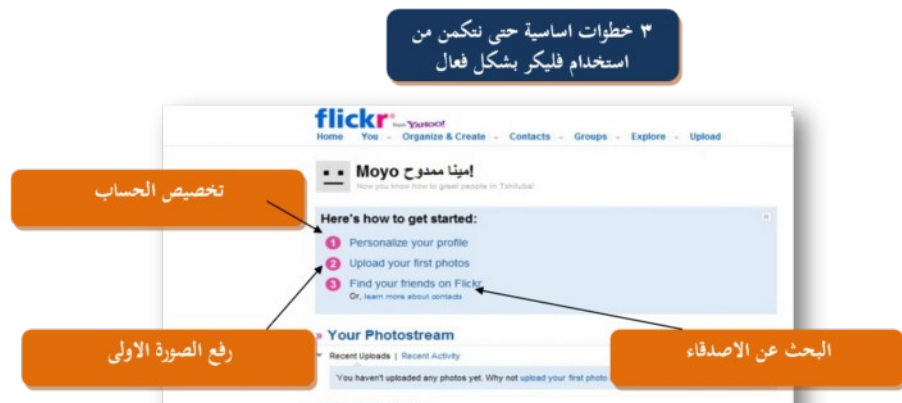 ٣ خطوات اساسية حتى نتكمن من
استخدام فليكر بشكل فعال
flickr from YAHOO!
Home You Organize & Create Contacts Groups Explore Upload
Moyo إمينا ممدوح
Now you know how to greet people in Tshiluba!
تخصيص الحساب
Here's how to get started:
1 Personalize your profile
2 Upload your first photos
3 Find your friends on Flickr
Or, learn more about contacts
» Your Photostream
رفع الصورة الاولى
البحث عن الاصدقاء
Recent Uploads | Recent Activity
You haven't uploaded any photos yet. Why not upload your first photo